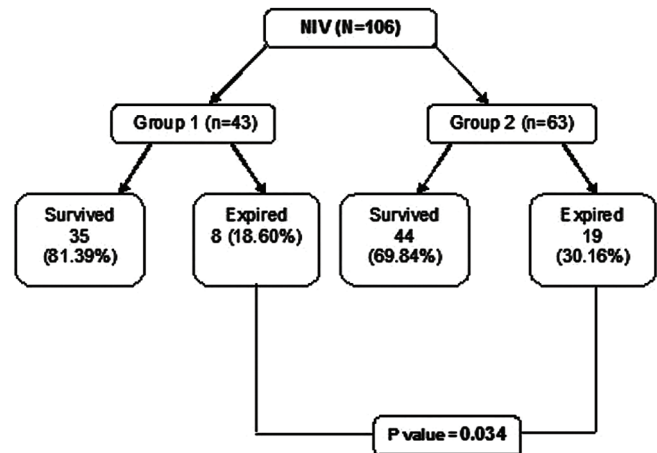 NIV (N=106)
Group 1 (n=43)
Group 2 (n=63)
Survived
35
(81.39%)
Expired
8 (18.60%)
Survived
44
(69.84%)
Expired
19
(30.16%)
P value = 0.034